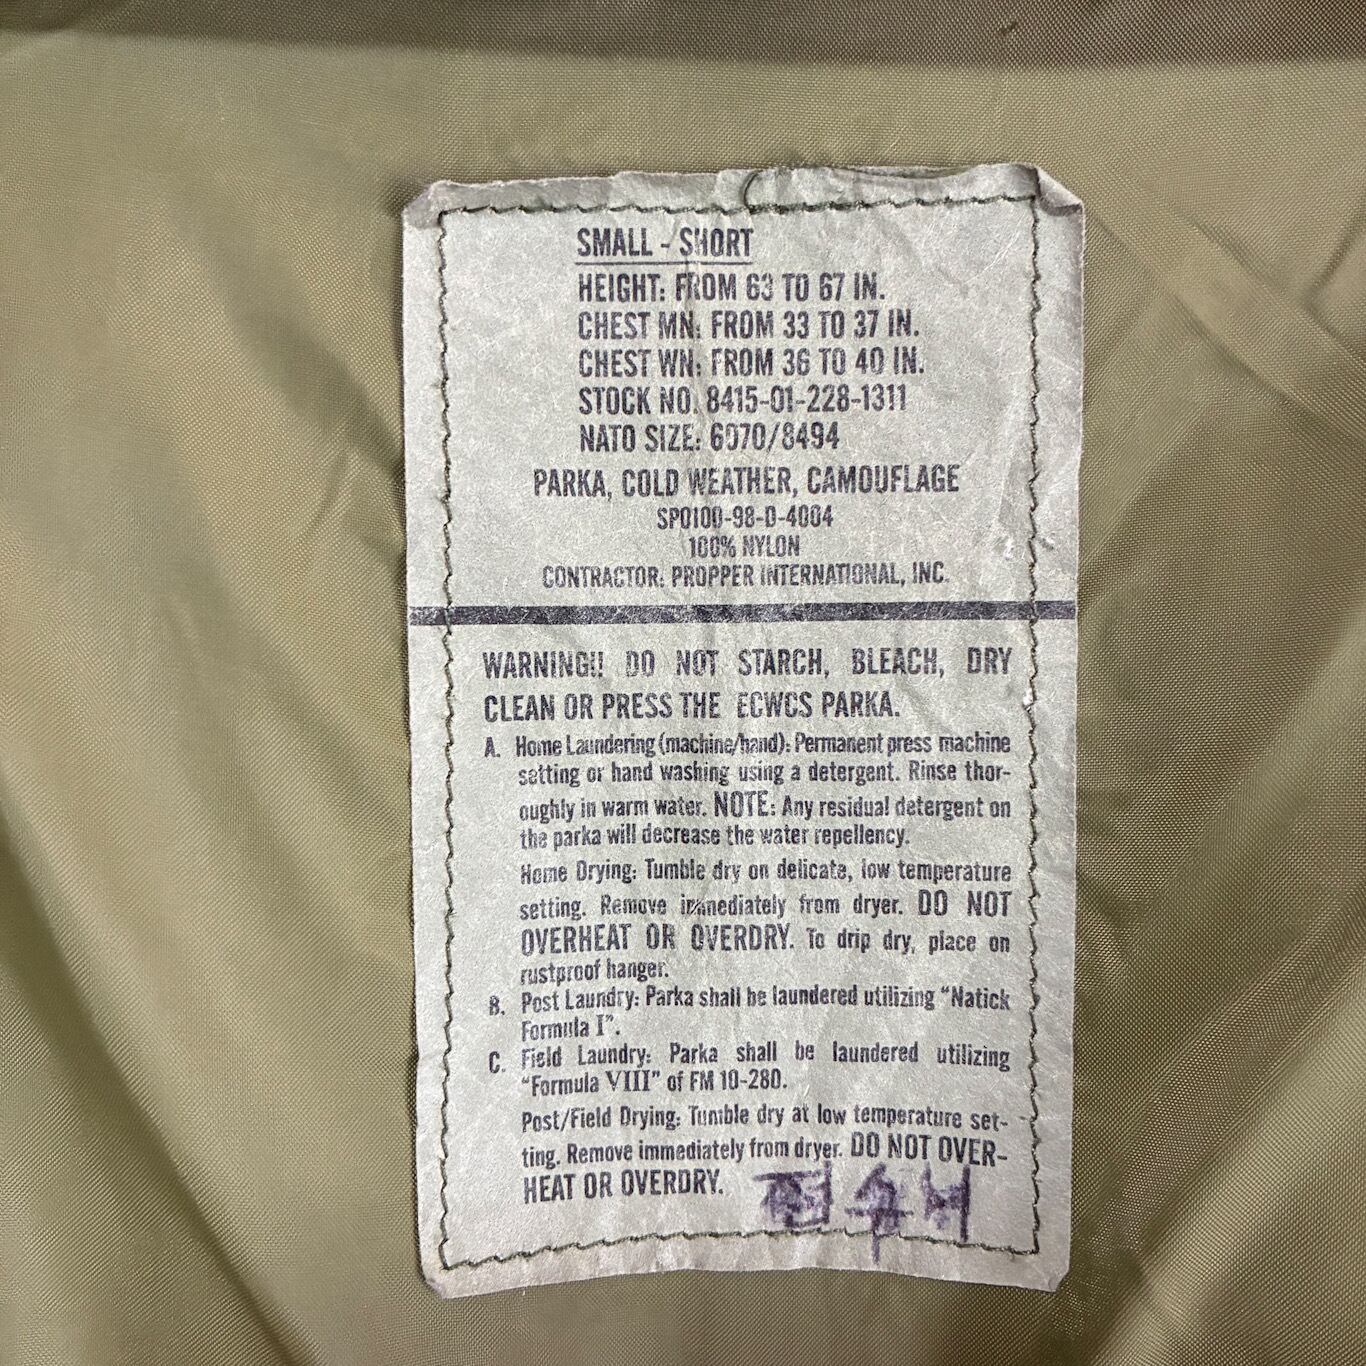 SMALL - SHORT
HEIGHT: FROM 63 TO 67 IN.
CHEST MN: FROM 33 TO 37 IN.
CHEST WN: FROM 36 TO 40 IN.
STOCK NO. 8415-01-228-1311
NATO SIZE: 6070/8494
PARKA, COLD WEATHER, CAMOUFLAGE
SPO100-98-D-4004
100% NYLON
CONTRACTOR: PROPPER INTERNATIONAL, INC.
WARNING!! DO NOT STARCH, BLEACH, DRY
CLEAN OR PRESS THE ECWCS PARKA.
A. Home Laundering (machine/hand): Permanent press machine
setting or hand washing using a detergent. Rinse thor-
oughly in warm water. NOTE: Any residual detergent on
the parka will decrease the water repellency.
Home Drying: Tumble dry on delicate, low temperature
setting. Remove immediately from dryer. DO NOT
OVERHEAT OR OVERDRY. To drip dry, place on
rustproof hanger.
B. Post Laundry: Parka shall be laundered utilizing "Natick
Formula I".
C. Field Laundry: Parka shall be laundered utilizing
"Formula VIII" of FM 10-280.
Post/Field Drying: Tumble dry at low temperature set-
ting. Remove immediately from dryer. DO NOT OVER-
HEAT OR OVERDRY.